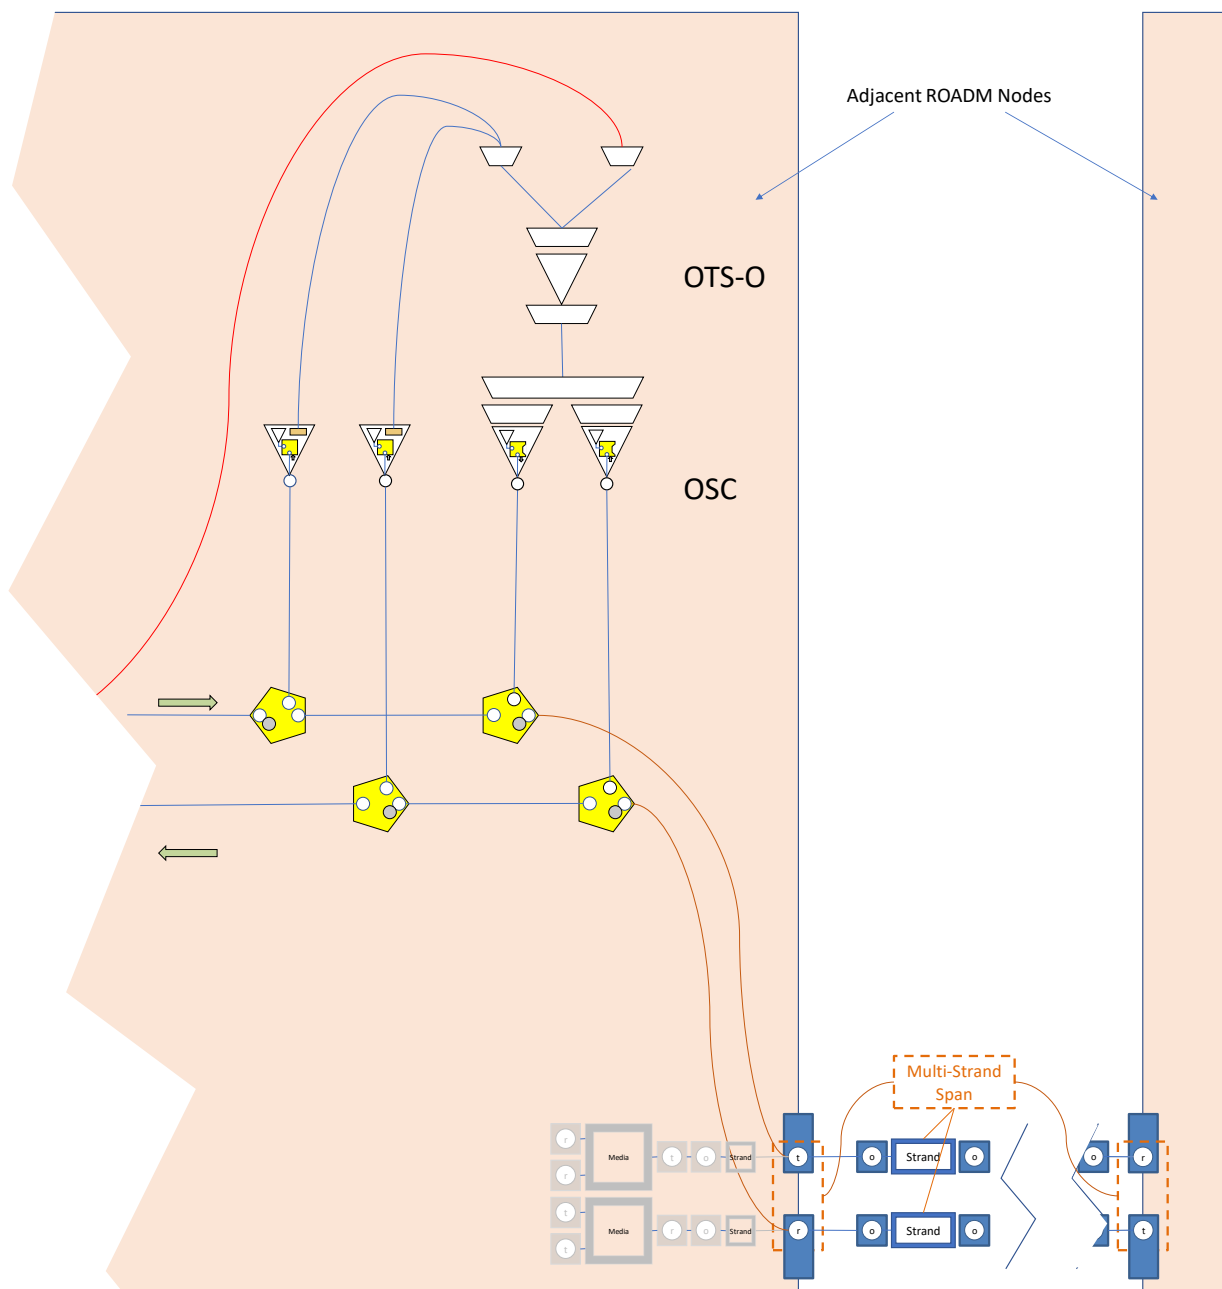 Adjacent ROADM Nodes
OTS-O
OSC
Multi-Strand
Span
r
Media
t
o
Strand
t
o
Strand
o
o
r
r
t
Media
r
o
Strand
r
o
Strand
o
t
t